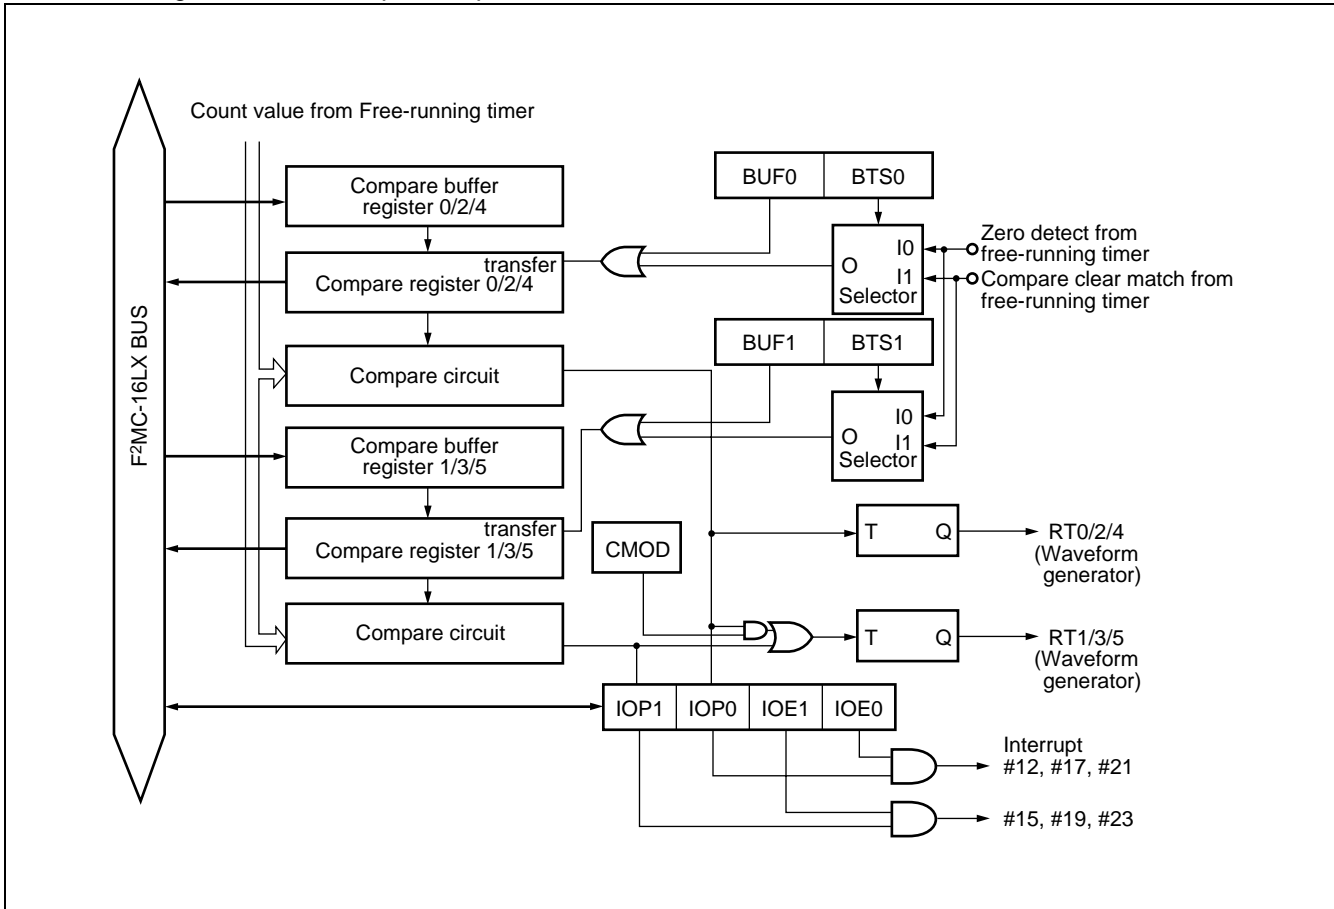 Count value from Free-running timer
F²MC-16LX BUS
Compare buffer
register 0/2/4
transfer
Compare register 0/2/4
Compare circuit
Compare buffer
register 1/3/5
transfer
Compare register 1/3/5
Compare circuit
BUF0 BTS0
I0
O
I1
Selector
Zero detect from
free-running timer
Compare clear match from
free-running timer
BUF1 BTS1
I0
O
I1
Selector
CMOD
T Q
RT0/2/4
(Waveform
generator)
T Q
RT1/3/5
(Waveform
generator)
IOP1 IOP0 IOE1 IOE0
Interrupt
#12, #17, #21
#15, #19, #23